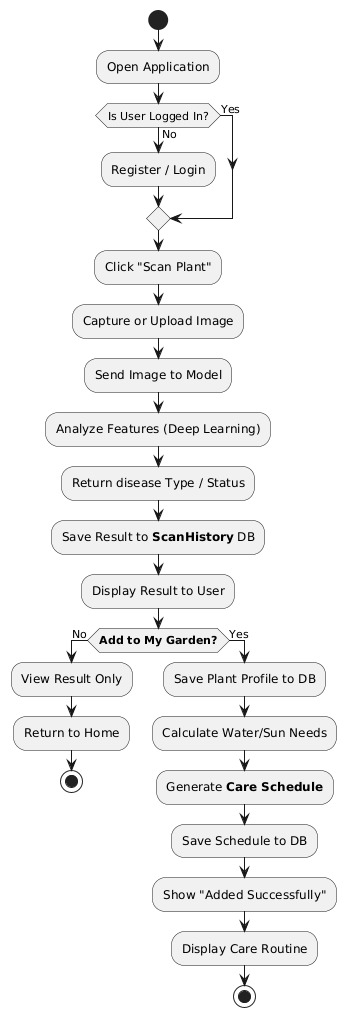 Open Application
Is User Logged In?
Yes
No
Register / Login
Click "Scan Plant"
Capture or Upload Image
Send Image to Model
Analyze Features (Deep Learning)
Return disease Type / Status
Save Result to ScanHistory DB
Display Result to User
Add to My Garden?
No
View Result Only
Return to Home
Yes
Save Plant Profile to DB
Calculate Water/Sun Needs
Generate Care Schedule
Save Schedule to DB
Show "Added Successfully"
Display Care Routine